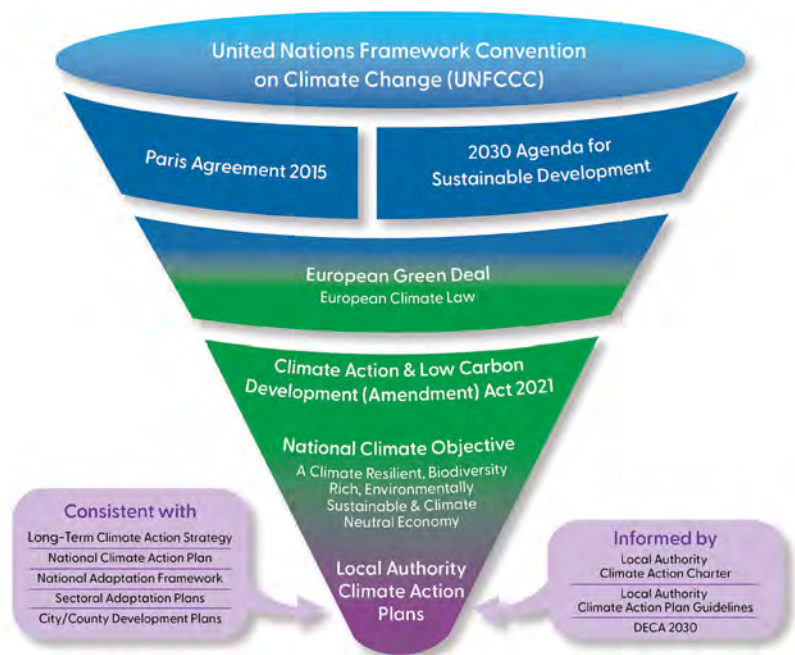 United Nations Framework Convention
on Climate Change (UNFCCC)
Paris Agreement 2015
2030 Agenda for
Sustainable Development
European Green Deal
European Climate Law
Climate Action & Low Carbon
Development (Amendment) Act 2021
National Climate Objective
A Climate Resilient, Biodiversity
Rich, Environmentally
Sustainable & Climate
Neutral Economy
Local Authority
Climate Action
Plans
Consistent with
Long-Term Climate Action Strategy
National Climate Action Plan
National Adaptation Framework
Sectoral Adaptation Plans
City/County Development Plans
Informed by
Local Authority
Climate Action Charter
Local Authority
Climate Action Plan Guidelines
DECA 2030